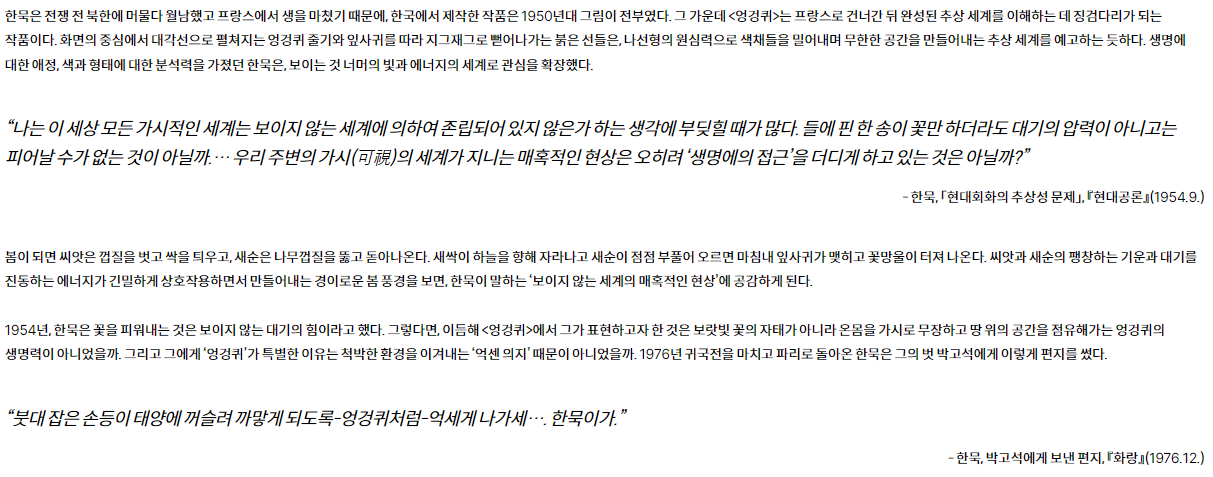 한묵은 전쟁 전 북한에 머물다 월남했고 프랑스에서 생을 마쳤기 때문에, 한국에서 제작한 작품은 1950년대 그림이 전부였다. 그 가운데 <엉겅퀴>는 프랑스로 건너간 뒤 완성된 추상 세계를 이해하는 데 징검다리가 되는
작품이다. 화면의 중심에서 대각선으로 펼쳐지는 엉겅퀴 줄기와 잎사귀를 따라 지그재그로 뻗어나가는 붉은 선들은, 나선형의 원심력으로 색채들을 밀어내며 무한한 공간을 만들어내는 추상 세계를 예고하는 듯하다. 생명에
대한 애정, 색과 형태에 대한 분석력을 가졌던 한묵은, 보이는 것 너머의 빛과 에너지의 세계로 관심을 확장했다.
“나는 이 세상 모든 가시적인 세계는 보이지 않는 세계에 의하여 존립되어 있지 않은가 하는 생각에 부딪힐 때가 많다. 들에 핀 한 송이 꽃만 하더라도 대기의 압력이 아니고는
피어날 수가 없는 것이 아닐까.… 우리 주변의 가시(可視)의 세계가 지니는 매혹적인 현상은 오히려 ‘생명에의 접근’을 더디게 하고 있는 것은 아닐까?”
- 한묵, 「현대회화의 추상성 문제」, 『현대공론』(1954.9.)
봄이 되면 씨앗은 껍질을 벗고 싹을 틔우고, 새순은 나무껍질을 뚫고 돋아나온다. 새싹이 하늘을 향해 자라나고 새순이 점점 부풀어 오르면 마침내 잎사귀가 맺히고 꽃망울이 터져 나온다. 씨앗과 새순의 팽창하는 기운과 대기를
진동하는 에너지가 긴밀하게 상호작용하면서 만들어내는 경이로운 봄 풍경을 보면, 한묵이 말하는 ‘보이지 않는 세계의 매혹적인 현상’에 공감하게 된다.
1954년, 한묵은 꽃을 피워내는 것은 보이지 않는 대기의 힘이라고 했다. 그렇다면, 이듬해 <엉겅퀴>에서 그가 표현하고자 한 것은 보랏빛 꽃의 자태가 아니라 온몸을 가시로 무장하고 땅 위의 공간을 점유해가는 엉겅퀴의
생명력이 아니었을까. 그리고 그에게 ‘엉겅퀴’가 특별한 이유는 척박한 환경을 이겨내는 ‘억센 의지’ 때문이 아니었을까. 1976년 귀국전을 마치고 파리로 돌아온 한묵은 그의 벗 박고석에게 이렇게 편지를 썼다.
“붓대 잡은 손등이 태양에 꺼슬려 까맣게 되도록-엉겅퀴처럼-억세게 나가세…. 한묵이가.”
- 한묵, 박고석에게 보낸 편지, 『화랑』(1976.12.)